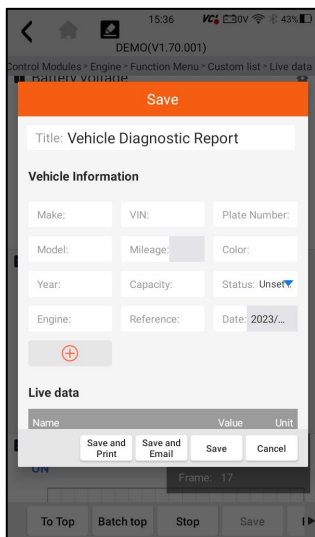 15:36 VC 0V 43%
DEMO(V1.70.001)
Control Modules > Engine > Function Menu > Custom list > Live data
Battery voltage
Save
Title: Vehicle Diagnostic Report
Vehicle Information
Make: VIN: Plate Number:
Model: Mileage: Color:
Year: Capacity: Status: Unset
Engine: Reference: Date: 2023/...
Live data
Name Value Unit
Save and Print Save and Email Save Cancel
ON
Frame: 17
To Top Batch top Stop Save